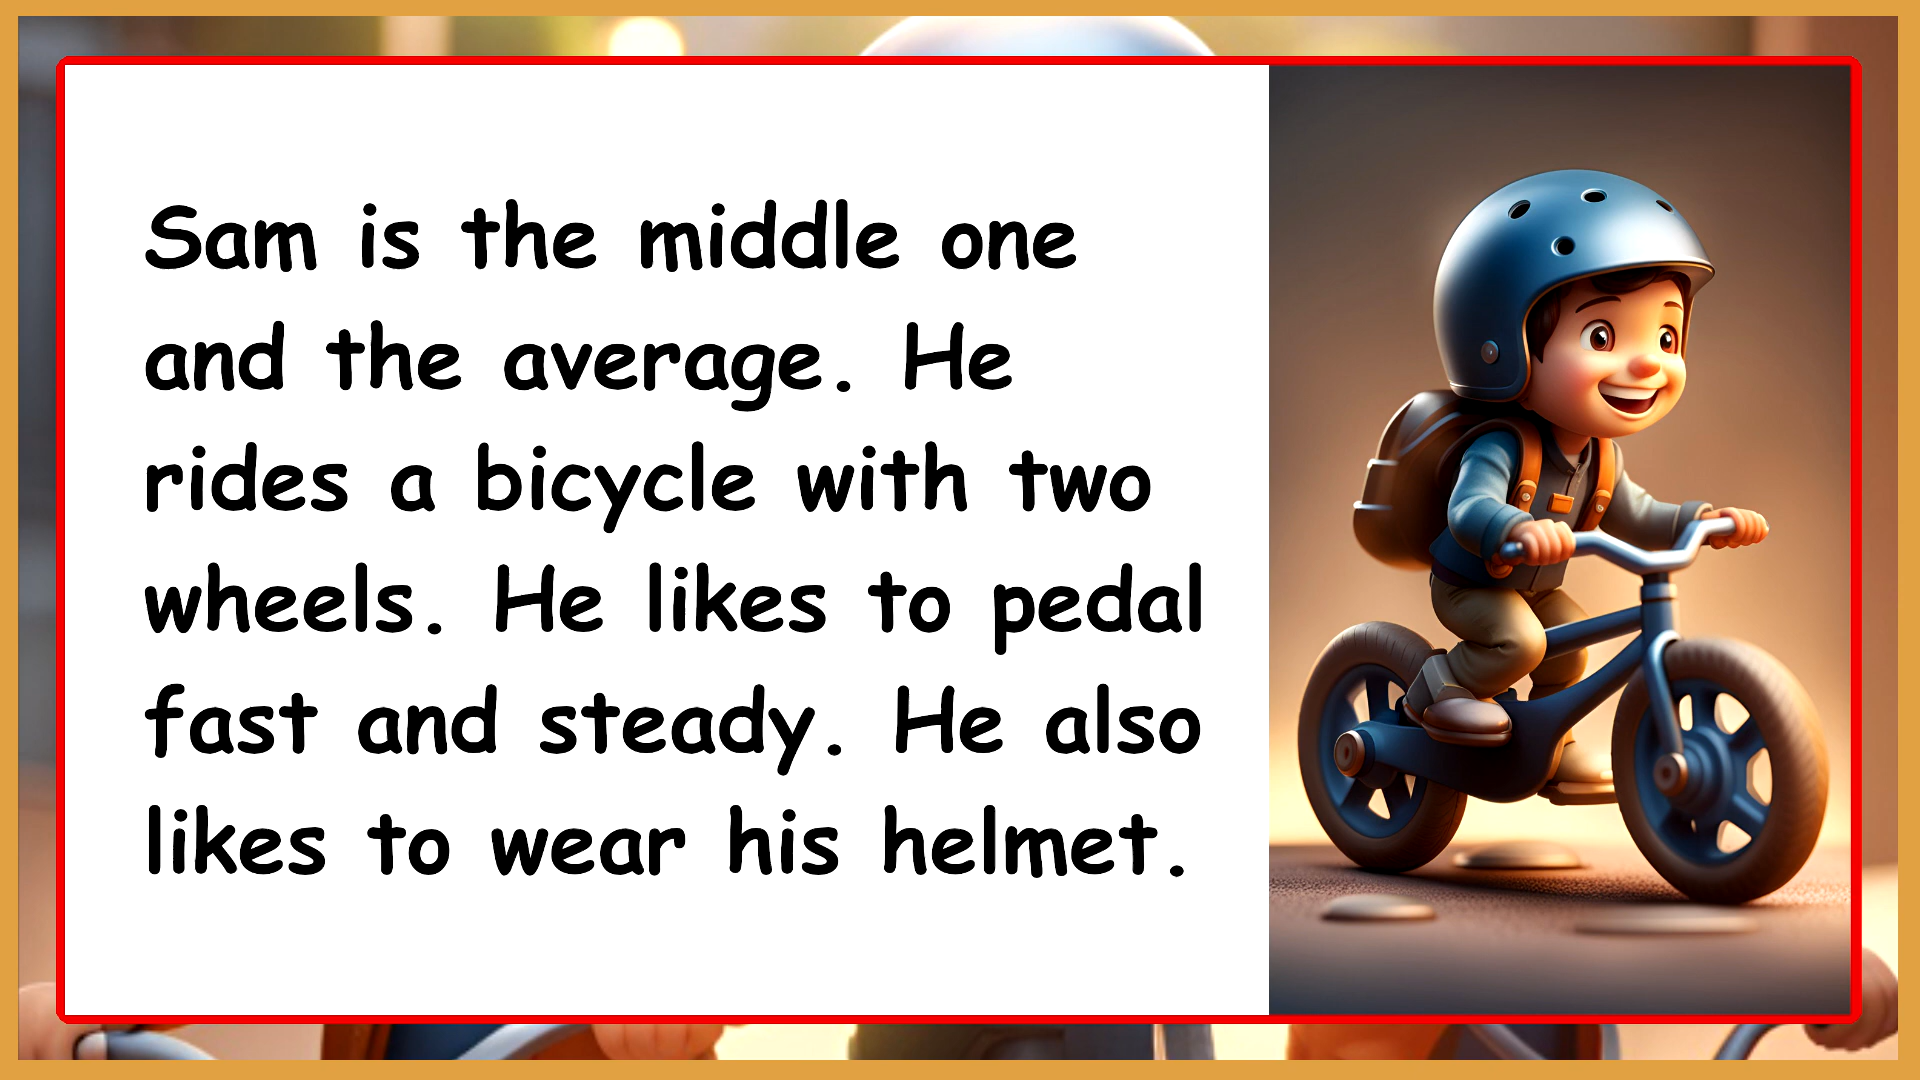 Sam is the middle one
and the average. He
rides a bicycle with two
wheels. He likes to pedal
fast and steady. He also
likes to wear his helmet.